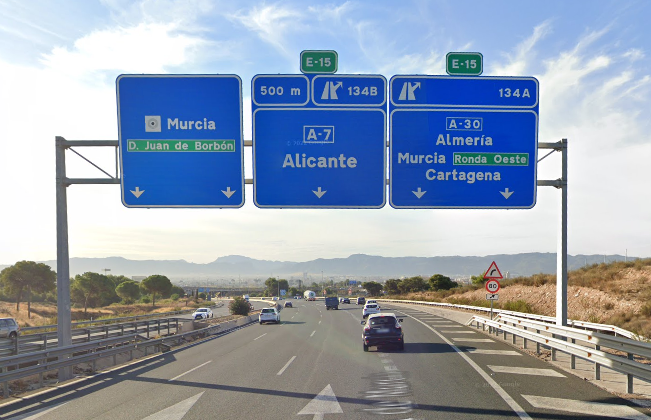 E-15
E-15
Murcia
D. Juan de Borbón
500 m
134B
A-7
Alicante
134A
A-30
Almería
Murcia Ronda Oeste
Cartagena
80